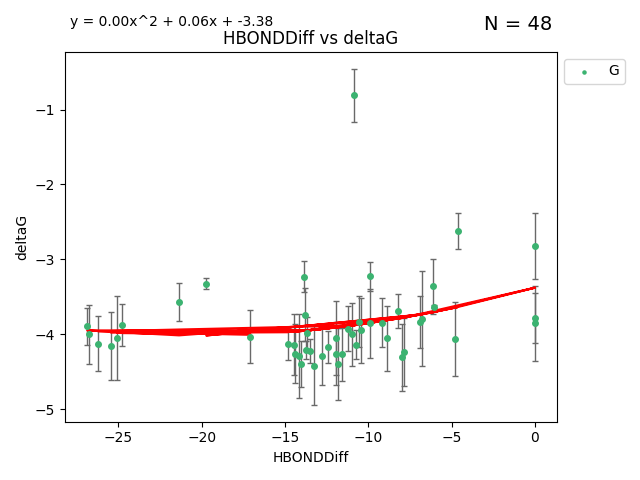 y = 0.00x^2 + 0.06x + -3.38
N = 48
HBONDDiff vs deltaG
G
deltaG
−1
−2
−3
−4
−5
−25
−20
−15
−10
−5
0
HBONDDiff